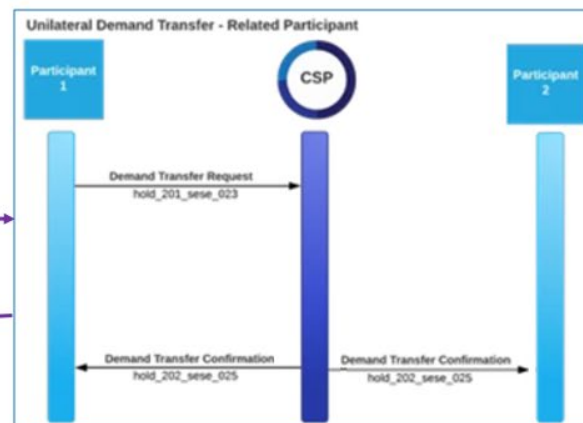 Unilateral Demand Transfer - Related Participant
Participant
1
CSP
Participant
2
Demand Transfer Request
hold_201_sese_023
Demand Transfer Confirmation
hold_202_sese_025
Demand Transfer Confirmation
hold_202_sese_025